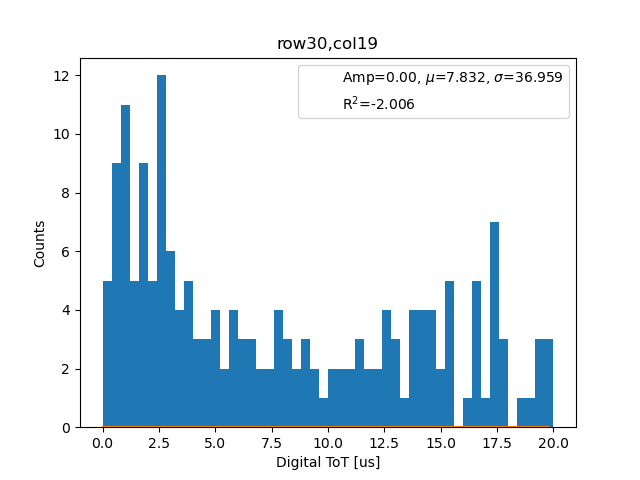 row30,col19
Amp=0.00, μ=7.832, σ=36.959
R²=-2.006
12
10
8
6
4
2
0
Counts
0.0 2.5 5.0 7.5 10.0 12.5 15.0 17.5 20.0
Digital ToT [us]